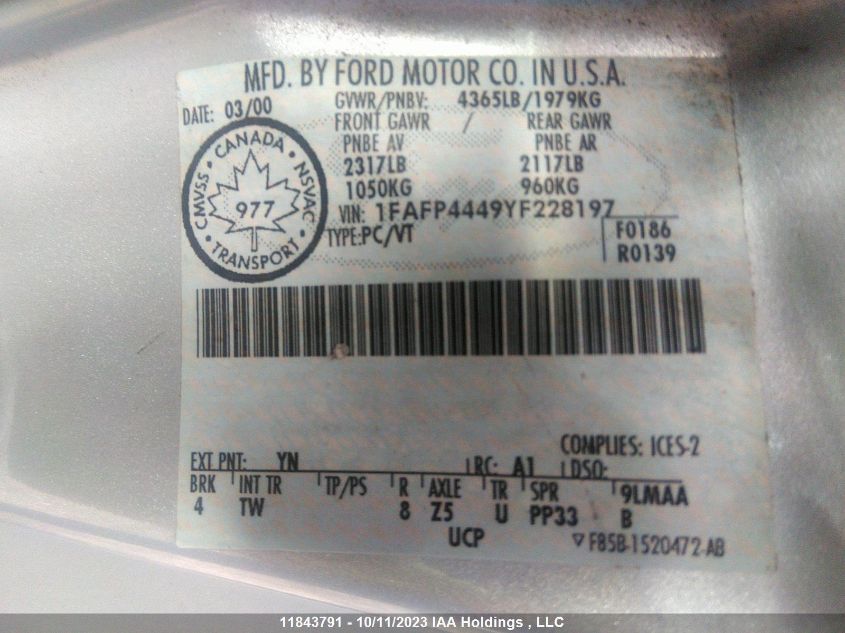 MFD. BY FORD MOTOR CO. IN U.S.A.
DATE: 03/00
GVWR/PNBV: 4365LB/1979KG
FRONT GAWR / REAR GAWR
PNBE AV PNBE AR
2317LB 2117LB
1050KG 960KG
CMVSS • CANADA • NSVAC • TRANSPORT •
977
VIN: 1FAFP4449YF228197
TYPE:PC/VT
F0186
R0139
COMPLIES: ICES-2
EXT PNT: YN RC: A1 DSO:
BRK INT TR TP/PS R AXLE TR SPR 9LMAA
4 TW 8 Z5 U PP33 B
UCP ▽ F85B-1520472-AB
11843791 - 10/11/2023 IAA Holdings , LLC